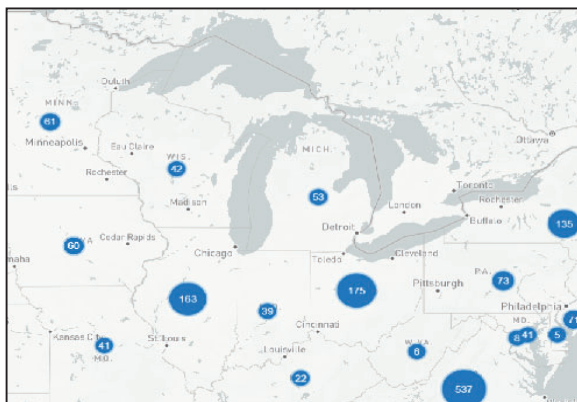 Duluth
MINN.
61
Minneapolis
Eau Claire
WIS.
42
Rochester
Madison
MICH.
53
Ottawa
Toronto
Rochester
London
Buffalo
135
Detroit
60
Cedar Rapids
Chicago
Toledo
Cleveland
maha
163
175
PA.
73
Pittsburgh
39
Philadelphia
Cincinnati
MD.
71
Kansas City
41
MO.
St. Louis
8
41
5
Louisville
W.VA.
6
22
537